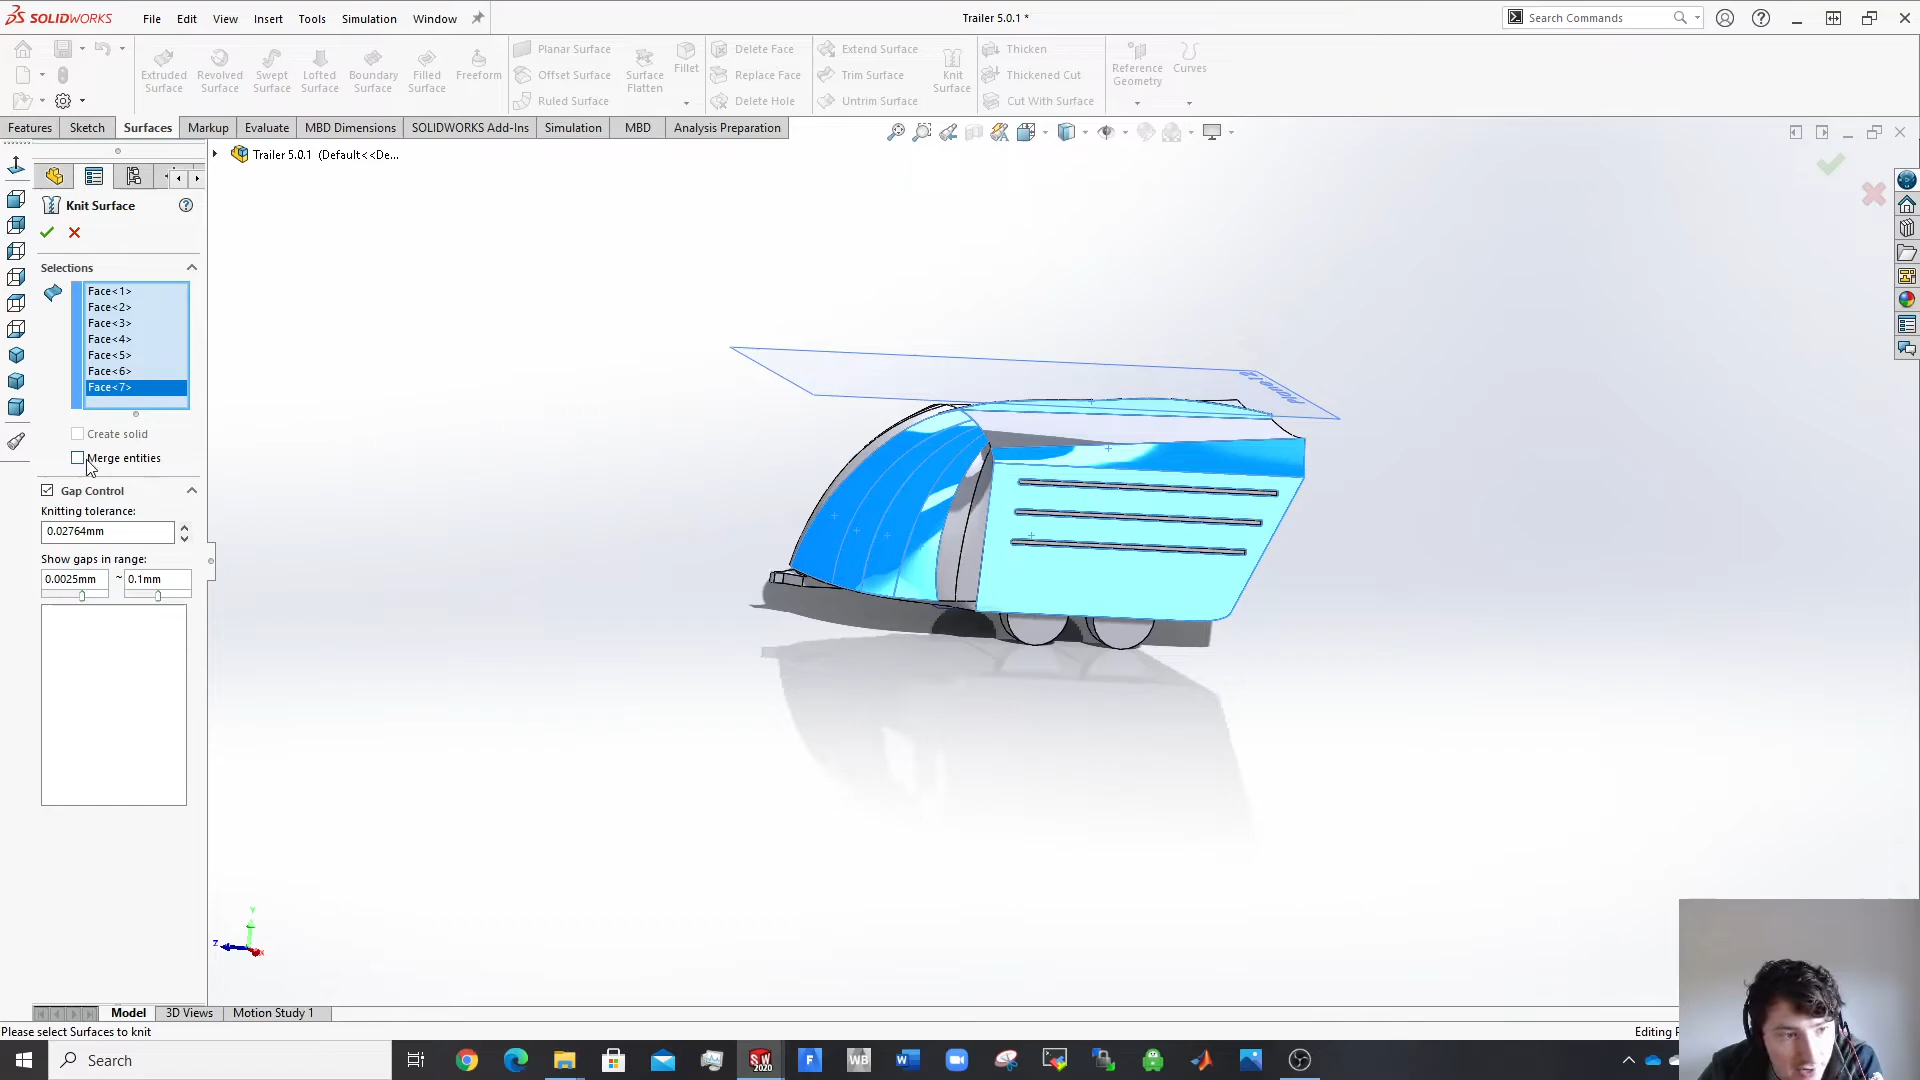 SOLIDWORKS
File
Edit
View
Insert
Tools
Simulation
Window
Trailer 5.0.1 *
Search Commands
Extruded Surface
Revolved Surface
Swept Surface
Lofted Surface
Boundary Surface
Filled Surface
Freeform
Planar Surface
Offset Surface
Ruled Surface
Surface Flatten
Fillet
Delete Face
Replace Face
Delete Hole
Extend Surface
Trim Surface
Untrim Surface
Knit Surface
Thicken
Thickened Cut
Cut With Surface
Reference Geometry
Curves
Features
Sketch
Surfaces
Markup
Evaluate
MBD Dimensions
SOLIDWORKS Add-Ins
Simulation
MBD
Analysis Preparation
Trailer 5.0.1 (Default<<De...
Knit Surface
Selections
Face<1>
Face<2>
Face<3>
Face<4>
Face<5>
Face<6>
Face<7>
Create solid
Merge entities
Gap Control
Knitting tolerance:
0.02764mm
Show gaps in range:
0.0025mm ~ 0.1mm
Y
Z
Model
3D Views
Motion Study 1
Please select Surfaces to knit
Editing
Search
SW
2020
F
WB